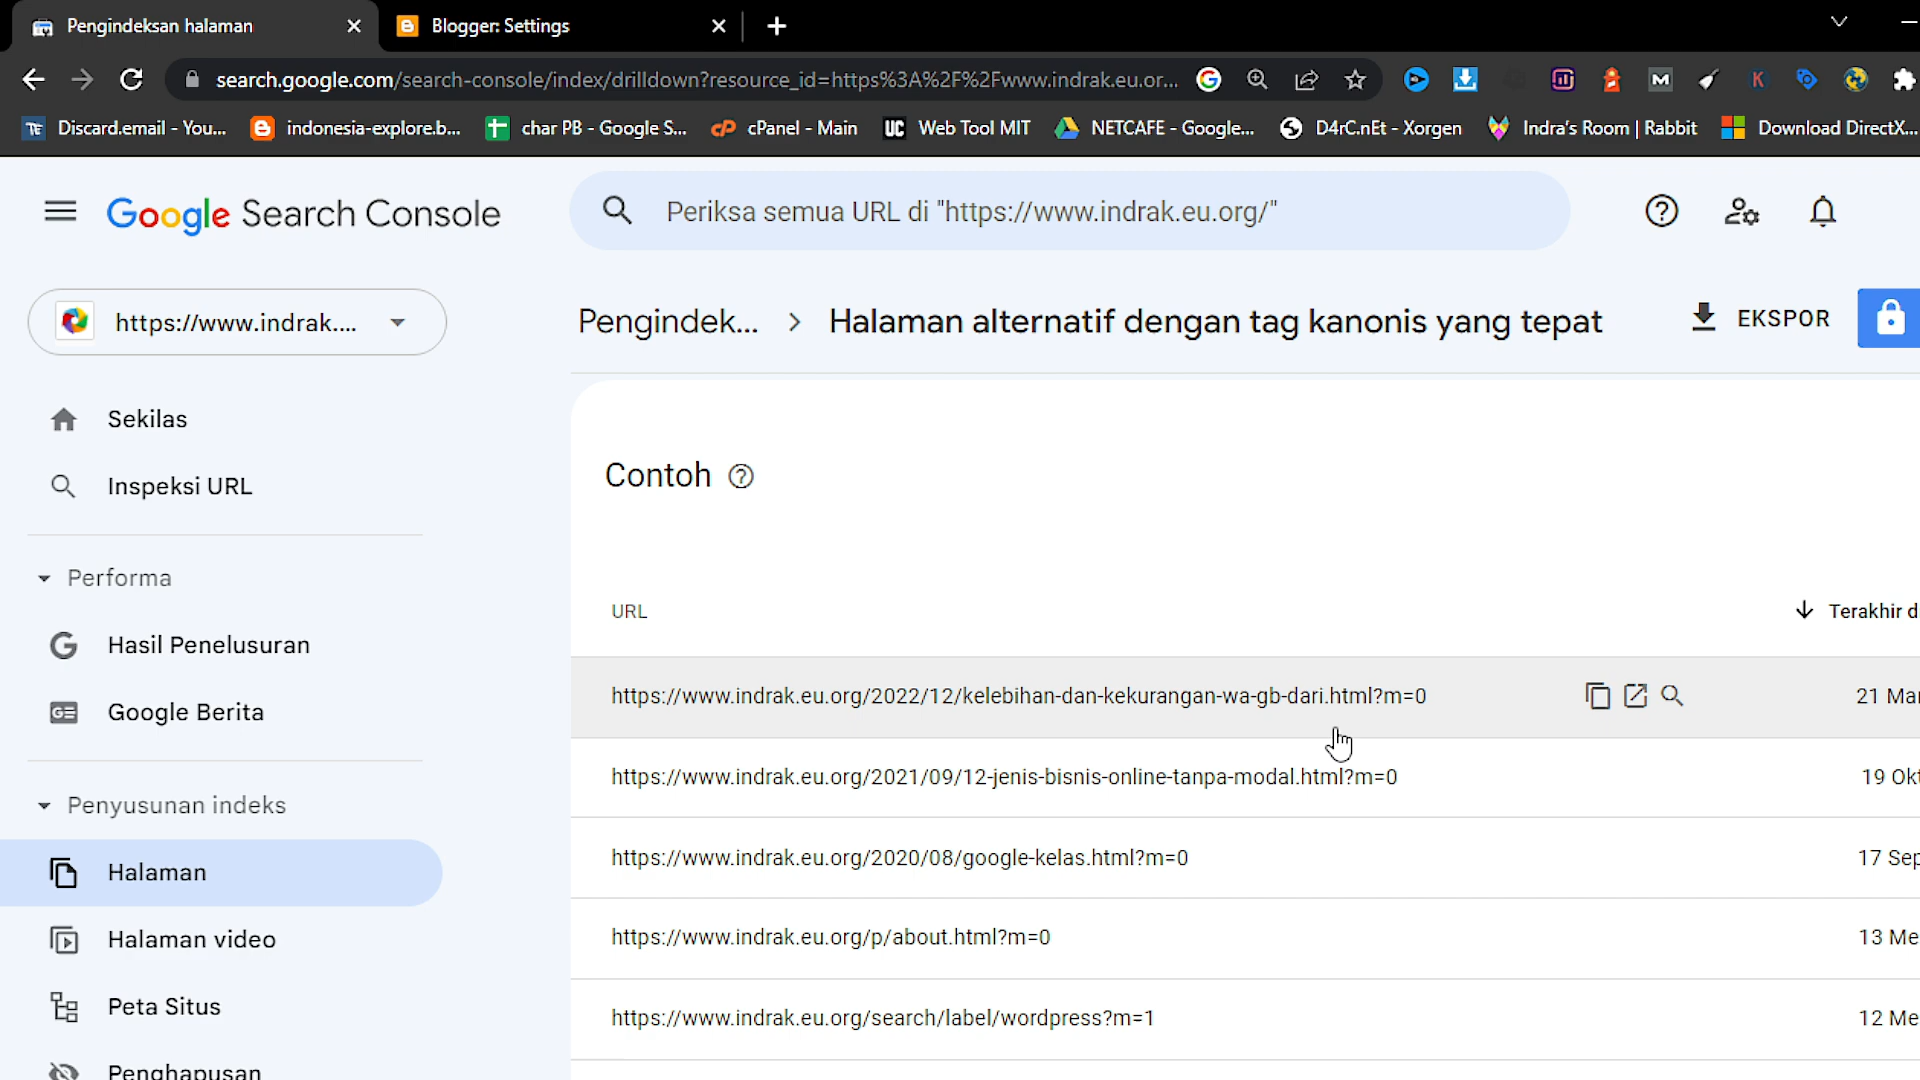 Pengindeksan halaman
Blogger: Settings
search.google.com/search-console/index/drilldown?resource_id=https%3A%2F%2Fwww.indrak.eu.or...
TE Discard.email - You...
indonesia-explore.b...
char PB - Google S...
cP cPanel - Main
UC Web Tool MIT
NETCAFE - Google...
D4rC.nEt - Xorgen
Indra's Room | Rabbit
Download DirectX...
Google Search Console
Periksa semua URL di "https://www.indrak.eu.org/"
https://www.indrak....
Pengindek... > Halaman alternatif dengan tag kanonis yang tepat
EKSPOR
Sekilas
Inspeksi URL
Performa
Hasil Penelusuran
Google Berita
Penyusunan indeks
Halaman
Halaman video
Peta Situs
Penghapusan
Contoh
URL
Terakhir d
https://www.indrak.eu.org/2022/12/kelebihan-dan-kekurangan-wa-gb-dari.html?m=0
21 Mar
https://www.indrak.eu.org/2021/09/12-jenis-bisnis-online-tanpa-modal.html?m=0
19 Okt
https://www.indrak.eu.org/2020/08/google-kelas.html?m=0
17 Sep
https://www.indrak.eu.org/p/about.html?m=0
13 Me
https://www.indrak.eu.org/search/label/wordpress?m=1
12 Me